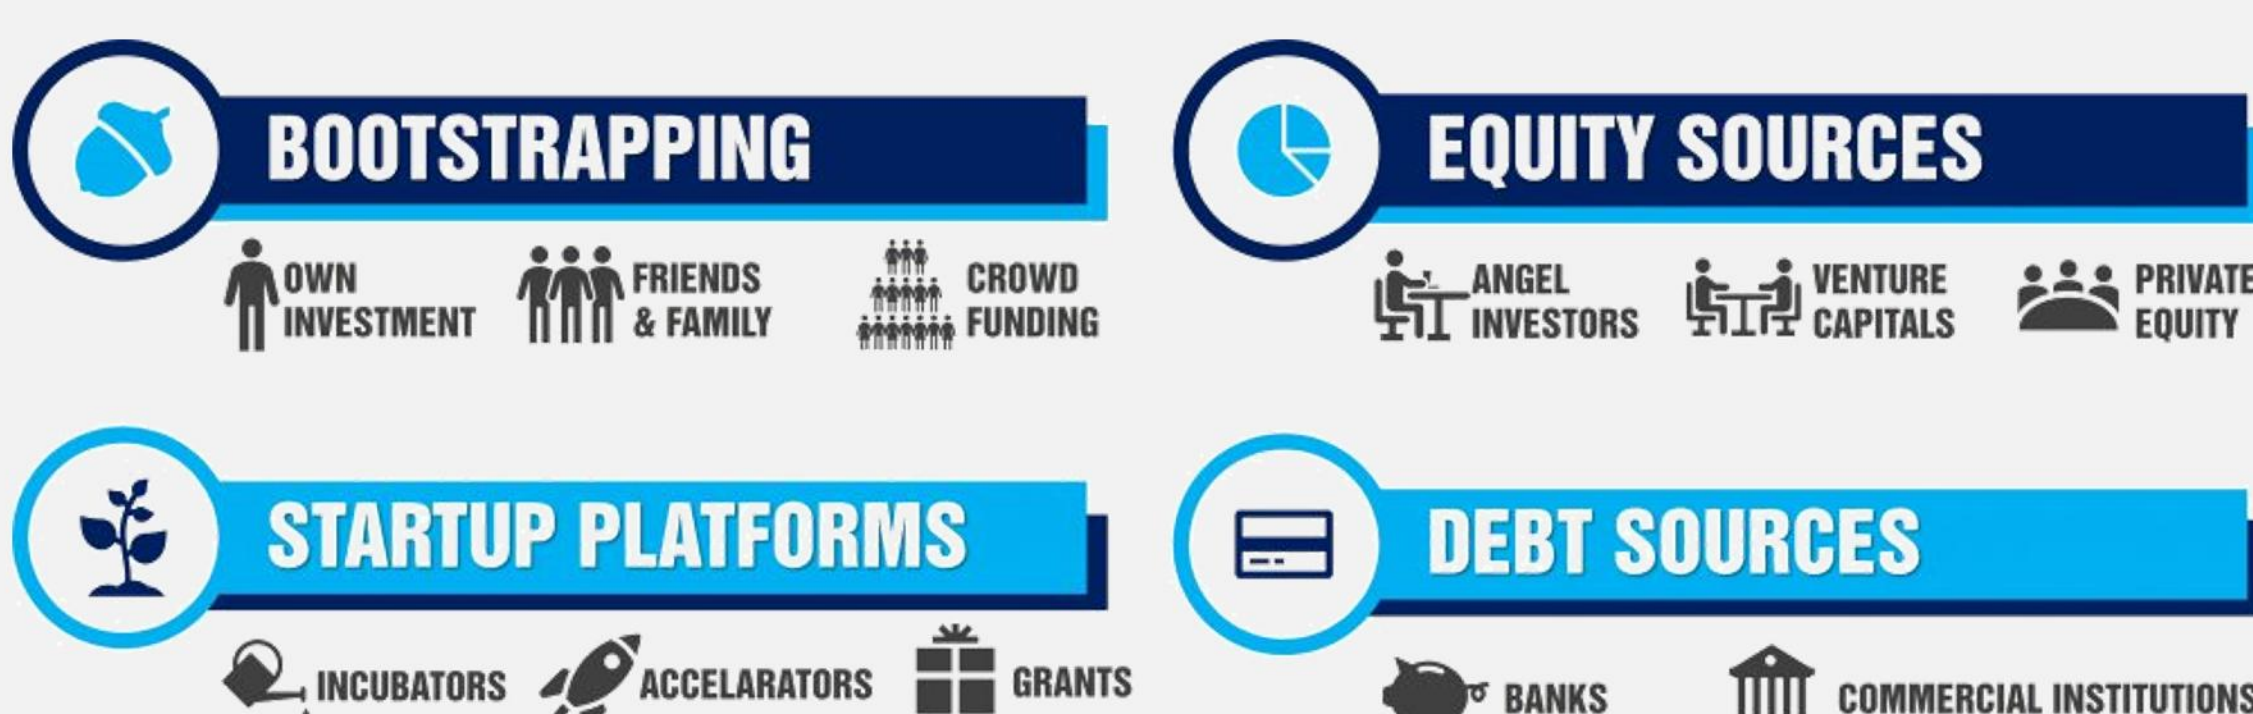 BOOTSTRAPPING
OWN
INVESTMENT
FRIENDS
& FAMILY
CROWD
FUNDING
EQUITY SOURCES
ANGEL
INVESTORS
VENTURE
CAPITALS
PRIVATE
EQUITY
STARTUP PLATFORMS
INCUBATORS
ACCELARATORS
GRANTS
DEBT SOURCES
BANKS
COMMERCIAL INSTITUTIONS